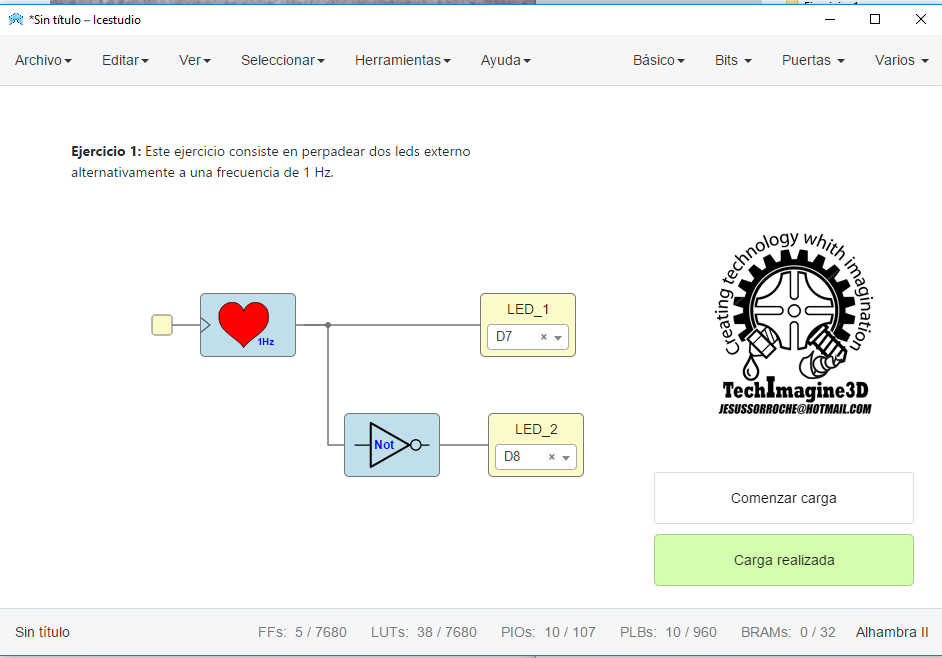 *Sin título – Icestudio
Archivo Editar Ver Seleccionar Herramientas Ayuda Básico Bits Puertas Varios
Ejercicio 1: Este ejercicio consiste en perpadear dos leds externo
alternativamente a una frecuencia de 1 Hz.
Creating technology whith imagination
1Hz
LED_1
D7
TechImagine3D
JESUSSORROCHE@HOTMAIL.COM
Not
LED_2
D8
Comenzar carga
Carga realizada
Sin título FFs: 5 / 7680 LUTs: 38 / 7680 PIOs: 10 / 107 PLBs: 10 / 960 BRAMs: 0 / 32 Alhambra II